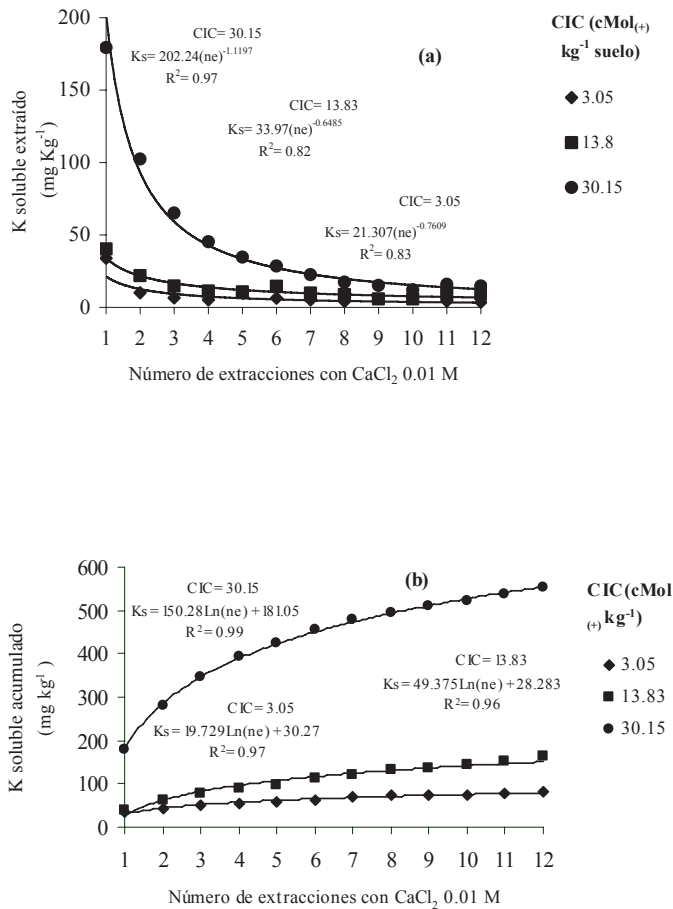 200
150
100
50
0
K soluble extraído
(mg Kg-1)
CIC= 30.15
Ks= 202.24(ne)-1.1197
R2= 0.97
(a)
CIC= 13.83
Ks= 33.97(ne)-0.6485
R2= 0.82
CIC= 3.05
Ks= 21.307(ne)-0.7609
R2= 0.83
1 2 3 4 5 6 7 8 9 10 11 12
Número de extracciones con CaCl2 0.01 M
CIC (cMol(+)
kg-1 suelo)
3.05
13.8
30.15
600
500
400
300
200
100
0
K soluble acumulado
(mg kg-1)
CIC= 30.15
Ks= 150.28Ln(ne) +181.05
R2= 0.99
(b)
CIC= 13.83
Ks= 49.375Ln(ne) +28.283
R2= 0.96
CIC= 3.05
Ks= 19.729Ln(ne) +30.27
R2= 0.97
1 2 3 4 5 6 7 8 9 10 11 12
Número de extracciones con CaCl2 0.01 M
CIC (cMol
(+) kg-1)
3.05
13.83
30.15